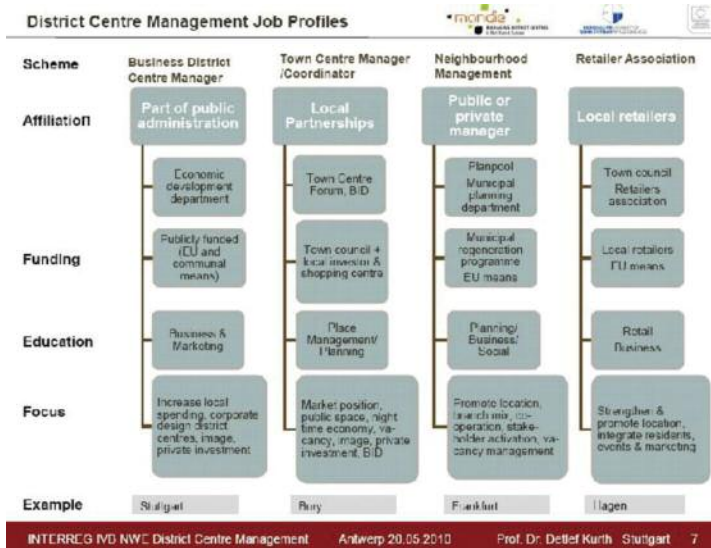 District Centre Management Job Profiles
mandie
Scheme
Business District
Centre Manager
Town Centre Manager
/Coordinator
Neighbourhood
Management
Retailer Association
Affiliation
Part of public
administration
Local
Partnerships
Public or
private
manager
Local retailers
Economic
development
department
Town Centre
Forum, BID
Planpool
Municipal
planning
department
Town council
Retailers
association
Funding
Publicly funded
(EU and
communal
means)
Town council +
local investor &
shopping centre
Municipal
regeneration
programme
EU means
Local retailers
EU means
Education
Business &
Marketing
Place
Management/
Planning
Planning/
Business/
Social
Retail
Business
Focus
Increase local
spending, corporate
design district
centres, image,
private investment
Market position,
public space, night
time economy, va-
cancy, image, private
investment, BID
Promote location,
branch mix, co-
operation, stake-
holder activation, va-
cancy management
Strengthen &
promote location,
integrate residents,
events & marketing
Example
Stuttgart
Bury
Frankfurt
Hagen
INTERREG IVB NWE District Centre Management Antwerp 20.05.2010 Prof. Dr. Detlef Kurth Stuttgart 7